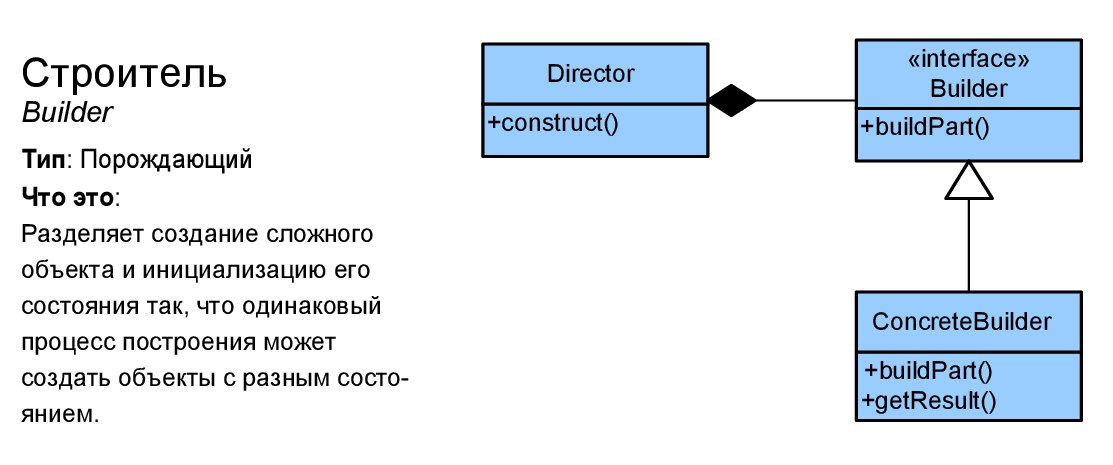 Строитель
Builder
Тип: Порождающий
Что это:
Разделяет создание сложного
объекта и инициализацию его
состояния так, что одинаковый
процесс построения может
создать объекты с разным состо-
янием.
Director
+construct()
«interface»
Builder
+buildPart()
ConcreteBuilder
+buildPart()
+getResult()